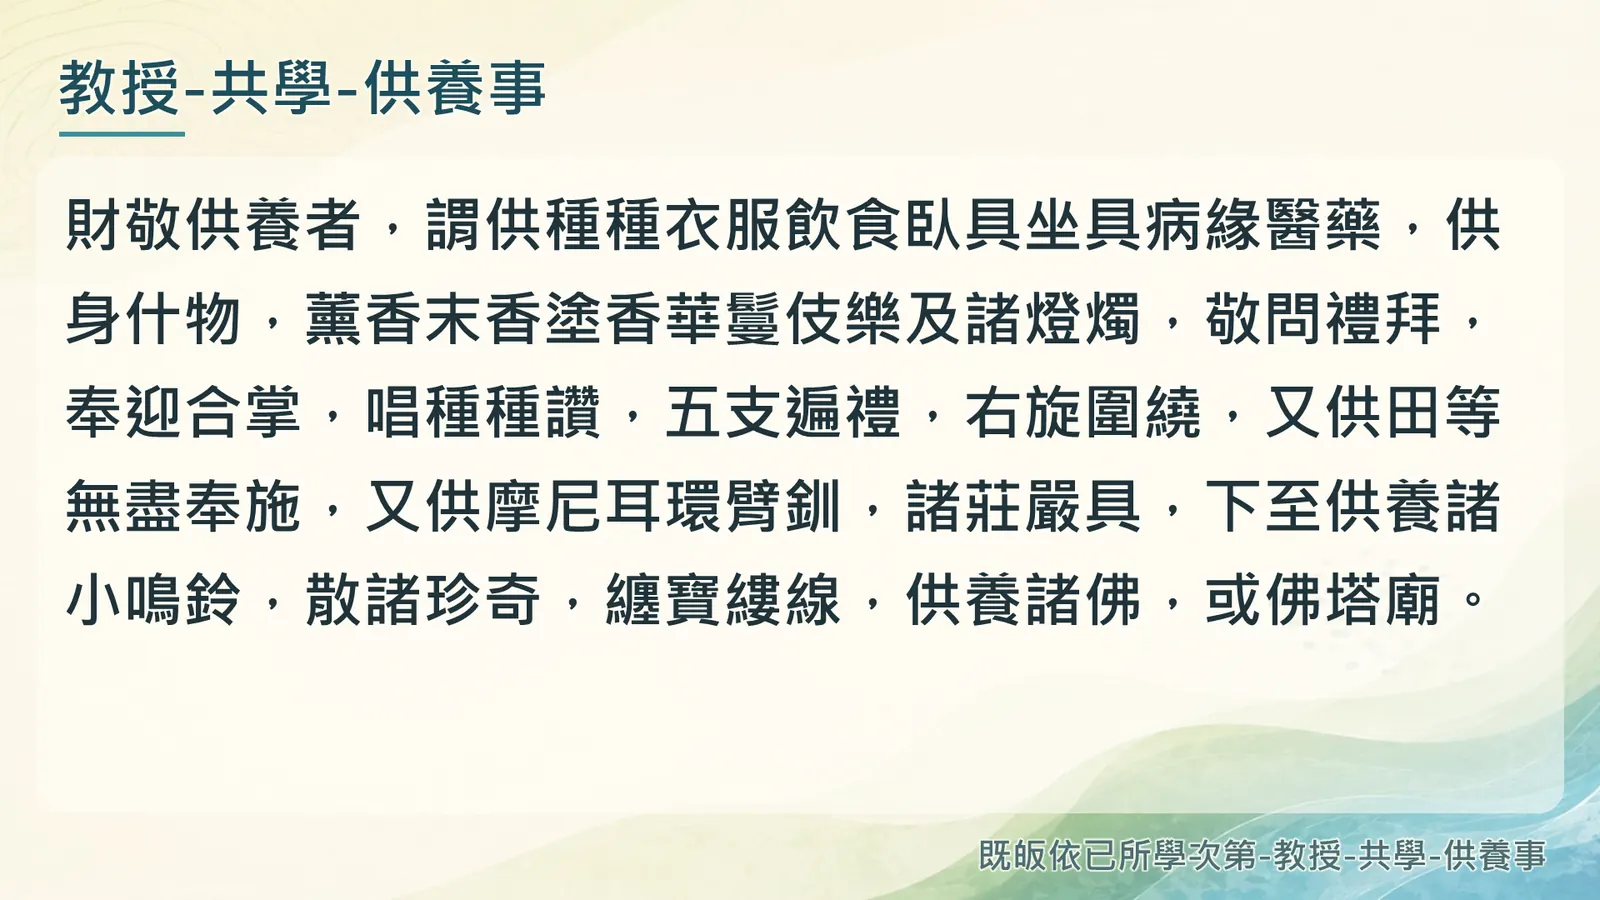 教授-共學-供養事
財敬供養者，謂供種種衣服飲食臥具坐具病緣醫藥，供
身什物，薰香末香塗香華鬘伎樂及諸燈燭，敬問禮拜，
奉迎合掌，唱種種讚，五支遍禮，右旋圍繞，又供田等
無盡奉施，又供摩尼耳環臂釧，諸莊嚴具，下至供養諸
小鳴鈴，散諸珍奇，纏寶縷線，供養諸佛，或佛塔廟。
既皈依已所學次第-教授-共學-供養事